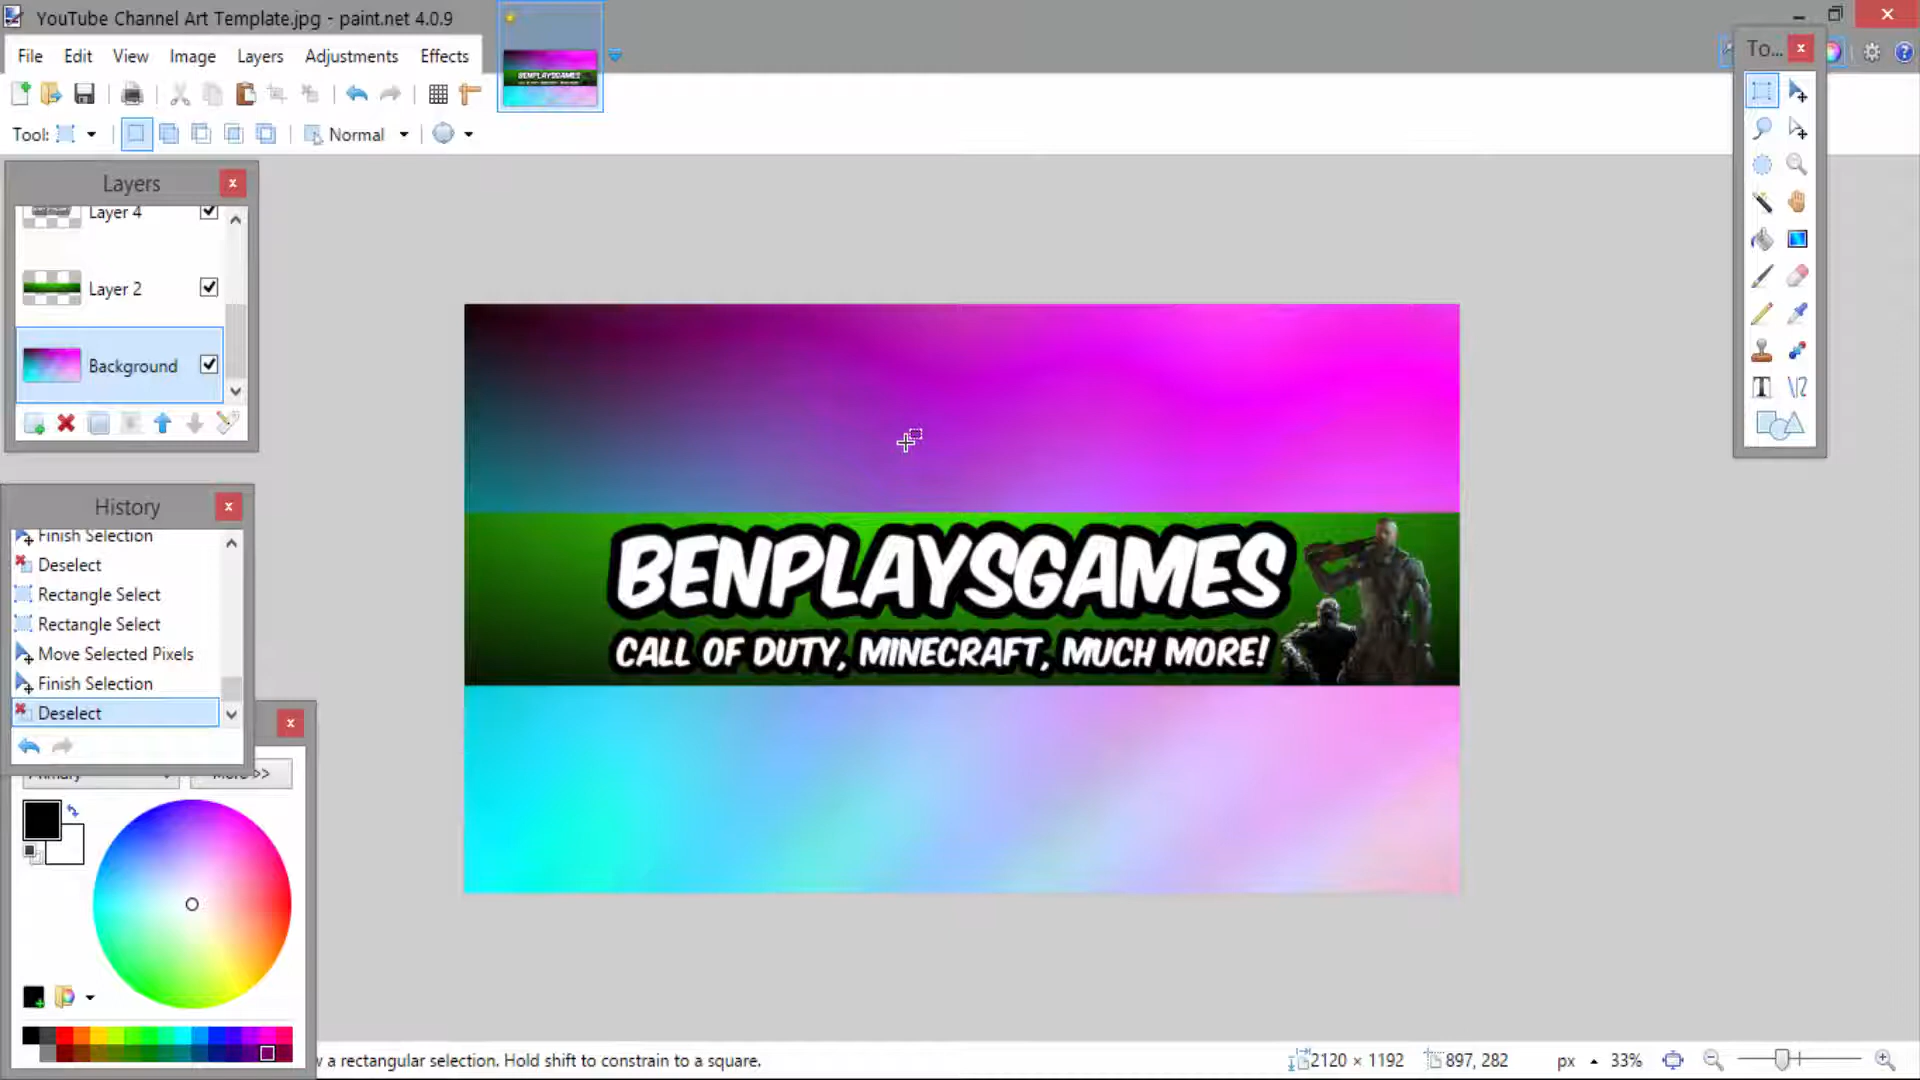 YouTube Channel Art Template.jpg - paint.net 4.0.9
File Edit View Image Layers Adjustments Effects
Tool: Normal
To...
Layers
Layer 4
Layer 2
Background
History
Finish Selection
Deselect
Rectangle Select
Rectangle Select
Move Selected Pixels
Finish Selection
Deselect
More >>
BENPLAYSGAMES
CALL OF DUTY, MINECRAFT, MUCH MORE!
a rectangular selection. Hold shift to constrain to a square.
2120 × 1192 897, 282 px 33%